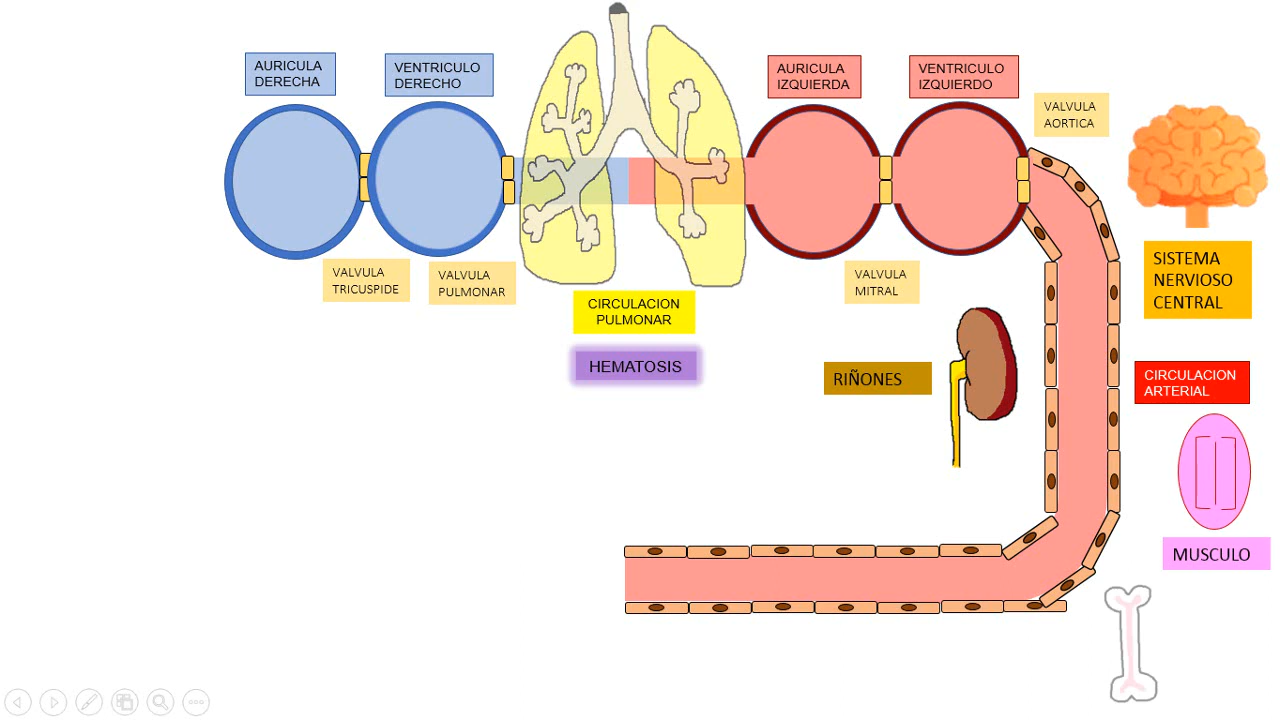 AURICULA
DERECHA
VENTRICULO
DERECHO
AURICULA
IZQUIERDA
VENTRICULO
IZQUIERDO
VALVULA
AORTICA
VALVULA
TRICUSPIDE
VALVULA
PULMONAR
VALVULA
MITRAL
SISTEMA
NERVIOSO
CENTRAL
CIRCULACION
PULMONAR
HEMATOSIS
RIÑONES
CIRCULACION
ARTERIAL
MUSCULO